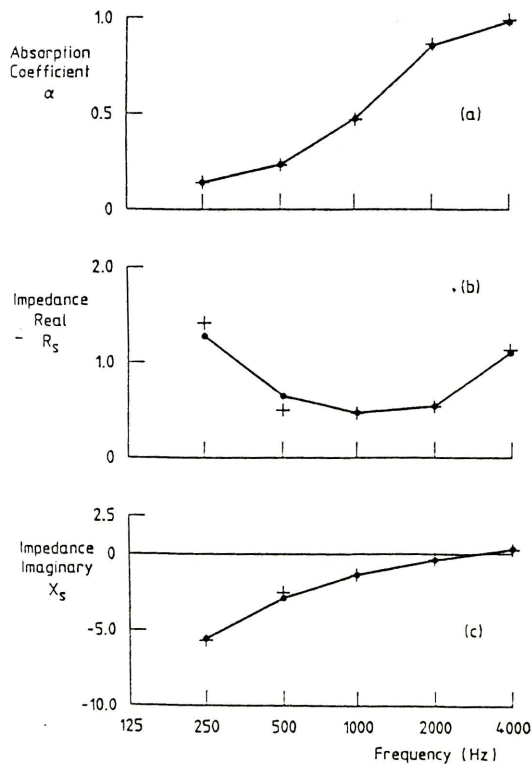 1.0
Absorption
Coefficient
α
0.5
(a)
0
2.0
(b)
Impedance
Real
- Rs
1.0
0
2.5
Impedance
Imaginary
Xs
0
-5.0
(c)
-10.0
125 250 500 1000 2000 4000
Frequency (Hz)